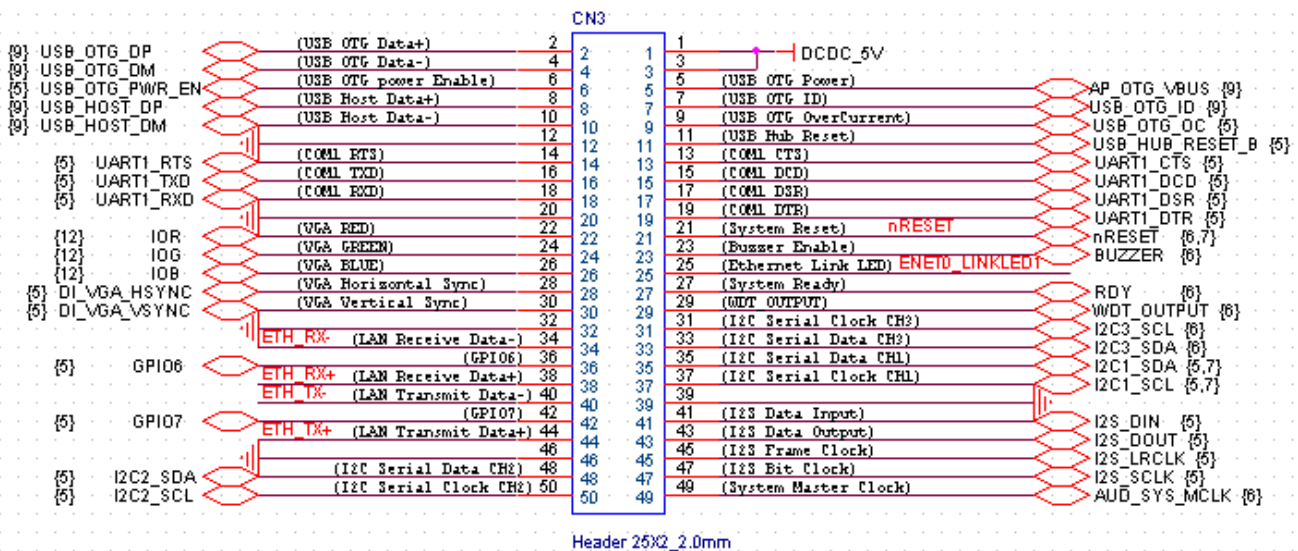 CN3
{9} USB_OTG_DP (USB OTG Data+) 2 2 1 1 DCDC_5V
{9} USB_OTG_DM (USB OTG Data-) 4 4 3 3
{5} USB_OTG_PWR_EN (USB OTG power Enable) 6 6 5 5 (USB OTG Power) AP_OTG_VBUS {9}
{9} USB_HOST_DP (USB Host Data+) 8 8 7 7 (USB OTG ID) USB_OTG_ID {9}
{9} USB_HOST_DM (USB Host Data-) 10 10 9 9 (USB OTG OverCurrent) USB_OTG_OC {5}
12 12 11 11 (USB Hub Reset) USB_HUB_RESET_B {5}
{5} UART1_RTS (COM1 RTS) 14 14 13 13 (COM1 CTS) UART1_CTS {5}
{5} UART1_TXD (COM1 TXD) 16 16 15 15 (COM1 DCD) UART1_DCD {5}
{5} UART1_RXD (COM1 RXD) 18 18 17 17 (COM1 DSR) UART1_DSR {5}
20 20 19 19 (COM1 DTR) UART1_DTR {5}
{12} IOR (VGA RED) 22 22 21 21 (System Reset) nRESET nRESET {6,7}
{12} IOG (VGA GREEN) 24 24 23 23 (Buzzer Enable) BUZZER {6}
{12} IOB (VGA BLUE) 26 26 25 25 (Ethernet Link LED) ENET0_LINKLED1
{5} DI_VGA_HSYNC (VGA Horizontal Sync) 28 28 27 27 (System Ready) RDY {6}
{5} DI_VGA_VSYNC (VGA Vertical Sync) 30 30 29 29 (WDT OUTPUT) WDT_OUTPUT {6}
32 32 31 31 (I2C Serial Clock CH3) I2C3_SCL {6}
ETH_RX- (LAN Receive Data-) 34 34 33 33 (I2C Serial Data CH3) I2C3_SDA {6}
{5} GPIO6 (GPIO6) 36 36 35 35 (I2C Serial Data CH1) I2C1_SDA {5,7}
ETH_RX+ (LAN Receive Data+) 38 38 37 37 (I2C Serial Clock CH1) I2C1_SCL {5,7}
ETH_TX- (LAN Transmit Data-) 40 40 39 39
{5} GPIO7 (GPIO7) 42 42 41 41 (I2S Data Input) I2S_DIN {5}
ETH_TX+ (LAN Transmit Data+) 44 44 43 43 (I2S Data Output) I2S_DOUT {5}
46 46 45 45 (I2S Frame Clock) I2S_LRCLK {5}
{5} I2C2_SDA (I2C Serial Data CH2) 48 48 47 47 (I2S Bit Clock) I2S_SCLK {5}
{5} I2C2_SCL (I2C Serial Clock CH2) 50 50 49 49 (System Master Clock) AUD_SYS_MCLK {6}
Header 25X2_2.0mm